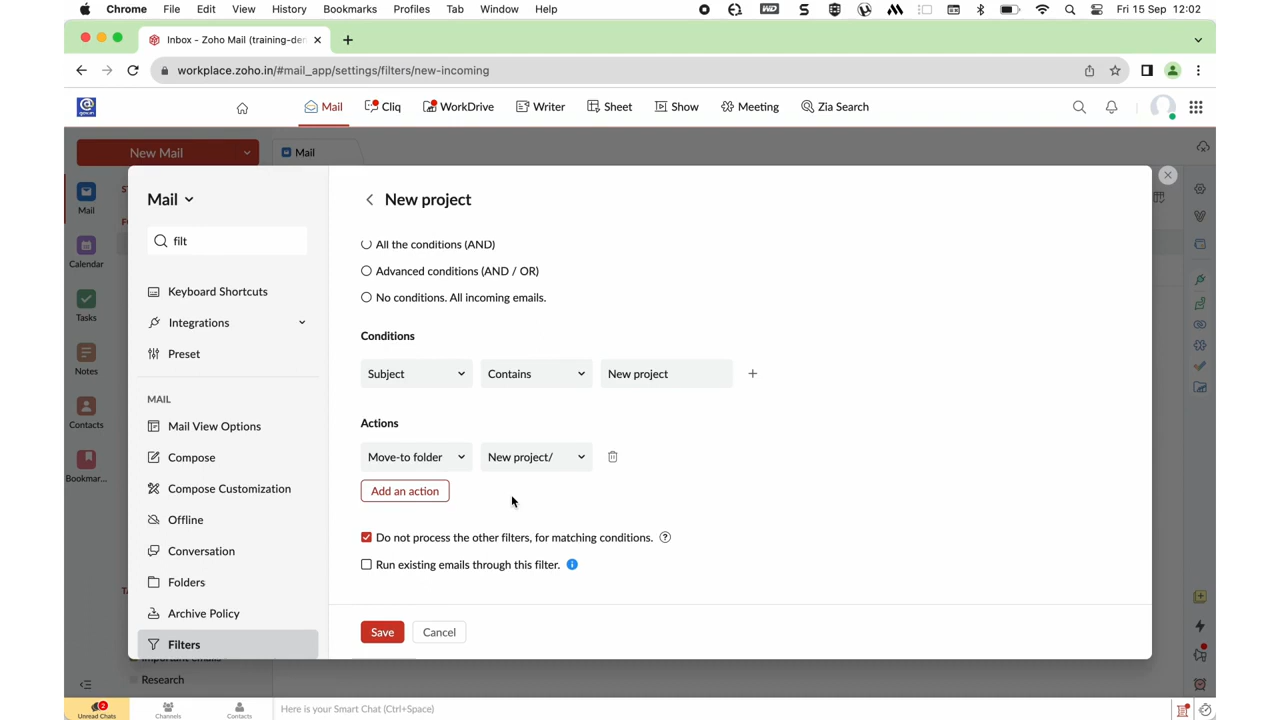 Chrome File Edit View History Bookmarks Profiles Tab Window Help Fri 15 Sep 12:02
Inbox - Zoho Mail (training-de
workplace.zoho.in/#mail_app/settings/filters/new-incoming
Mail Cliq WorkDrive Writer Sheet Show Meeting Zia Search
New Mail Mail
Mail
Calendar
Tasks
Notes
Contacts
Bookmar...
Mail
filt
Keyboard Shortcuts
Integrations
Preset
MAIL
Mail View Options
Compose
Compose Customization
Offline
Conversation
Folders
Archive Policy
Filters
New project
All the conditions (AND)
Advanced conditions (AND / OR)
No conditions. All incoming emails.
Conditions
Subject Contains New project
Actions
Move-to folder New project/
Add an action
Do not process the other filters, for matching conditions.
Run existing emails through this filter.
Save Cancel
Important emails
Research
2
Unread Chats Channels Contacts Here is your Smart Chat (Ctrl+Space)